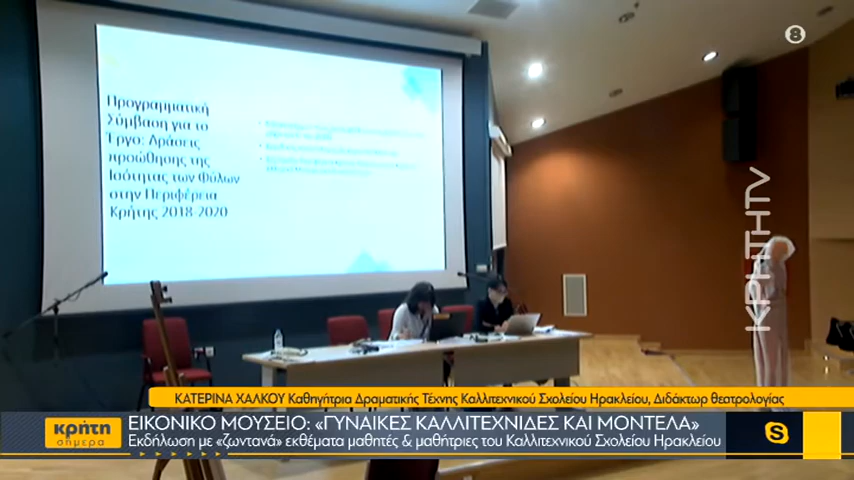 8
Προγραμματική
Σύμβαση για το
Έργο: Δράσεις
προώθησης της
Ισότητας των Φύλων
στην Περιφέρεια
Κρήτης 2018-2020
ΚΡΗΤΗTV
ΚΑΤΕΡΙΝΑ ΧΑΛΚΟΥ Καθηγήτρια Δραματικής Τέχνης Καλλιτεχνικού Σχολείου Ηρακλείου, Διδάκτωρ θεατρολογίας
κρήτη
σήμερα
ΕΙΚΟΝΙΚΟ ΜΟΥΣΕΙΟ: «ΓΥΝΑΙΚΕΣ ΚΑΛΛΙΤΕΧΝΙΔΕΣ ΚΑΙ ΜΟΝΤΕΛΑ»
Εκδήλωση με «ζωντανά» εκθέματα μαθητές & μαθήτριες του Καλλιτεχνικού Σχολείου Ηρακλείου